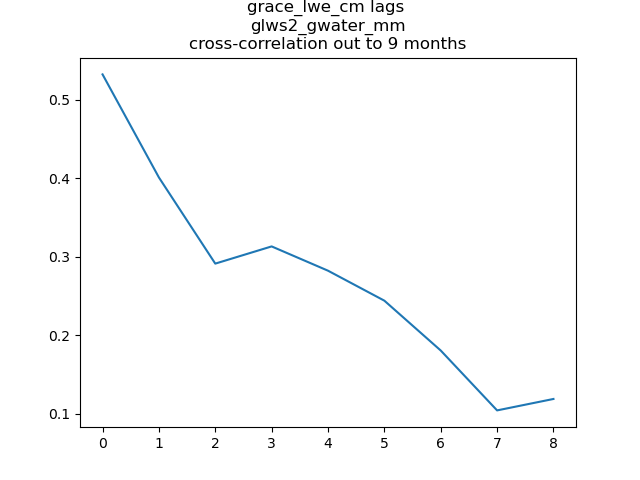 grace_lwe_cm lags
glws2_gwater_mm
cross-correlation out to 9 months
0.5
0.4
0.3
0.2
0.1
0 1 2 3 4 5 6 7 8